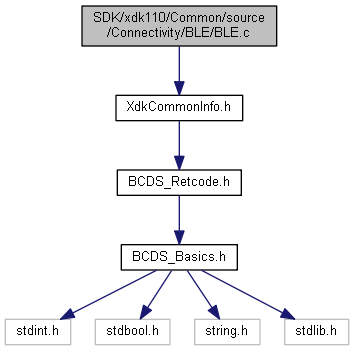 SDK/xdk110/Common/source
/Connectivity/BLE/BLE.c
XdkCommonInfo.h
BCDS_Retcode.h
BCDS_Basics.h
stdint.h
stdbool.h
string.h
stdlib.h